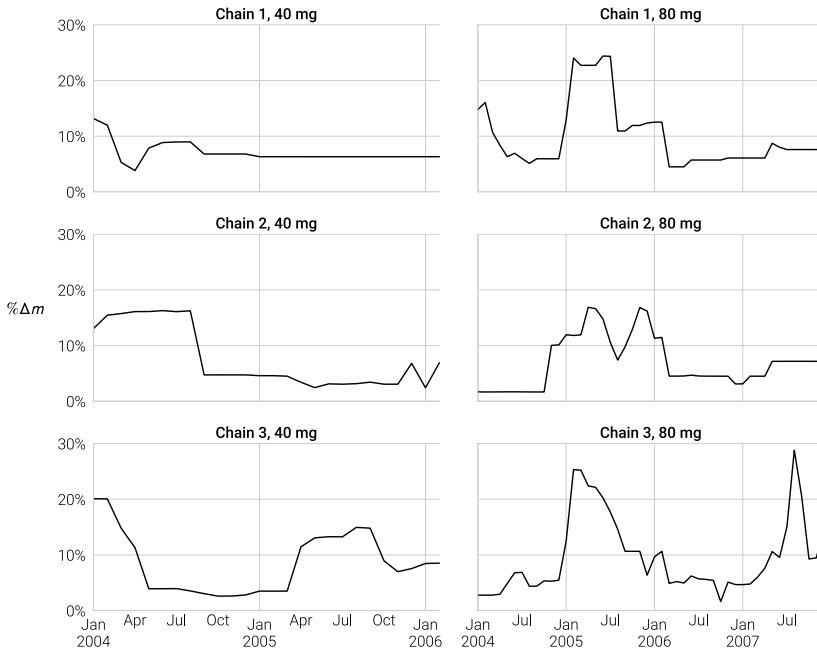 Chain 1, 40 mg
Chain 1, 80 mg
30%
20%
10%
0%
Chain 2, 40 mg
Chain 2, 80 mg
30%
20%
10%
0%
%Δm
Chain 3, 40 mg
Chain 3, 80 mg
30%
20%
10%
0%
Jan Apr Jul Oct Jan Apr Jul Oct Jan
2004 2005 2006
Jan Jul Jan Jul Jan Jul Jan Jul
2004 2005 2006 2007